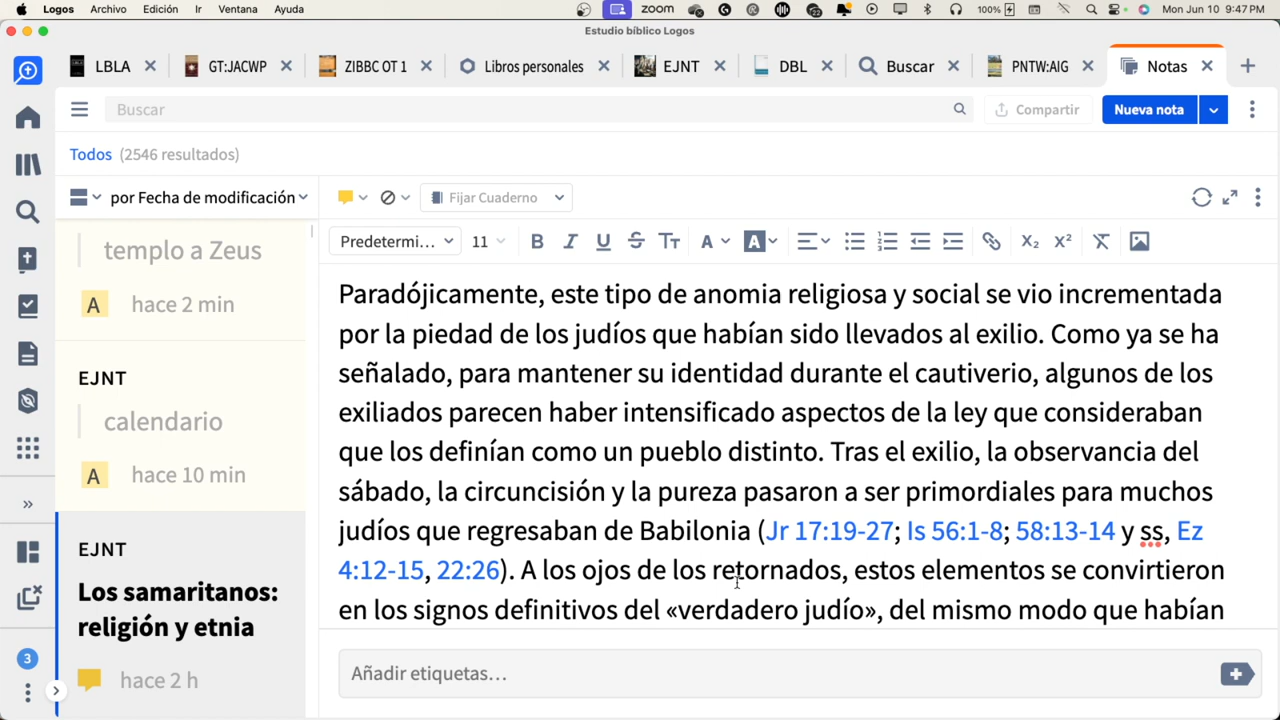 Logos Archivo Edición Ir Ventana Ayuda zoom 100% Mon Jun 10 9:47 PM
Estudio bíblico Logos
LBLA GT:JACWP ZIBBC OT 1 Libros personales EJNT DBL Buscar PNTW:AIG Notas
Buscar Compartir Nueva nota
Todos (2546 resultados)
por Fecha de modificación Fijar Cuaderno
Predetermi... 11
templo a Zeus
A hace 2 min
EJNT
calendario
A hace 10 min
EJNT
Los samaritanos:
religión y etnia
hace 2 h
3
Paradójicamente, este tipo de anomia religiosa y social se vio incrementada
por la piedad de los judíos que habían sido llevados al exilio. Como ya se ha
señalado, para mantener su identidad durante el cautiverio, algunos de los
exiliados parecen haber intensificado aspectos de la ley que consideraban
que los definían como un pueblo distinto. Tras el exilio, la observancia del
sábado, la circuncisión y la pureza pasaron a ser primordiales para muchos
judíos que regresaban de Babilonia (Jr 17:19-27; Is 56:1-8; 58:13-14 y ss, Ez
4:12-15, 22:26). A los ojos de los retornados, estos elementos se convirtieron
en los signos definitivos del «verdadero judío», del mismo modo que habían
Añadir etiquetas...